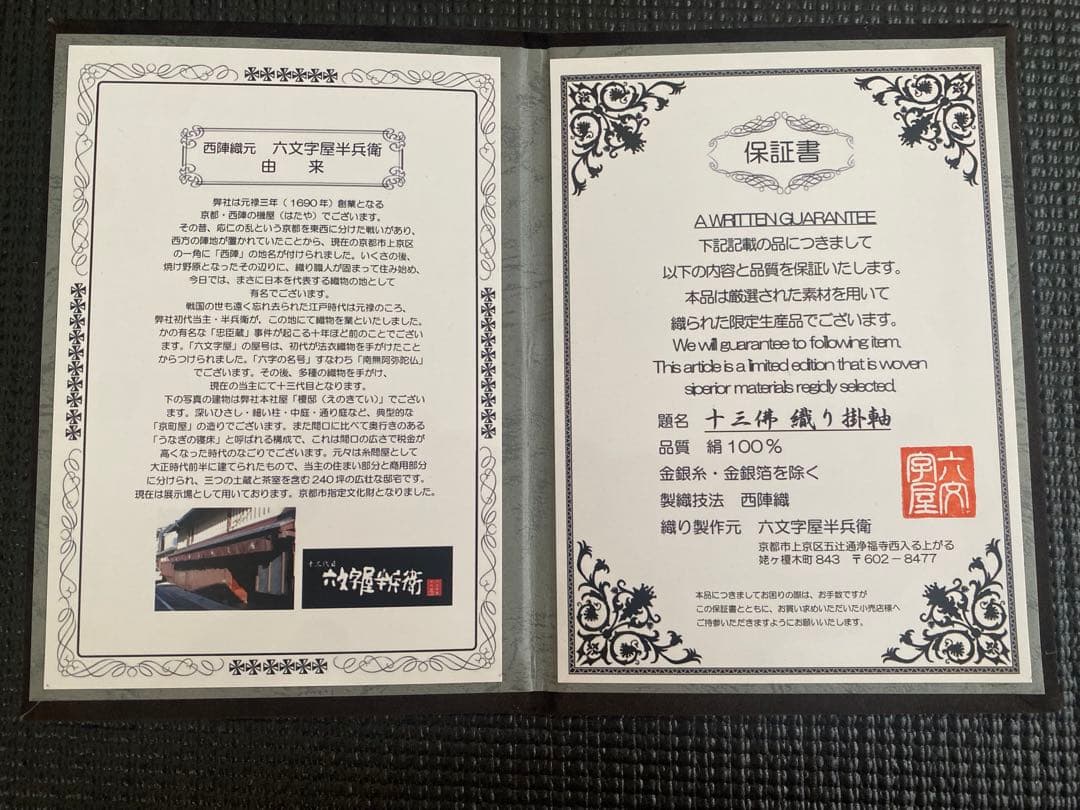 西陣織元　六文字屋半兵衛
由　来
弊社は元禄三年（1690年）創業となる
京都・西陣の機屋（はたや）でございます。
その昔、応仁の乱という京都を東西に分けた戦いがあり、
西方の陣地が置かれていたことから、現在の京都市上京区
の一角に「西陣」の地名が付けられました。いくさの後、
焼け野原となったその辺りに、織り職人が固まって住み始め、
今日では、まさに日本を代表する織物の地として
有名でございます。
戦国の世も遠く忘れ去られた江戸時代は元禄のころ、
弊社初代当主・半兵衛が、この地にて織物を業といたしました。
かの有名な「忠臣蔵」事件が起こる十年ほど前のことでござい
ます。「六文字屋」の屋号は、初代が法衣織物を手がけたこと
からつけられました。「六字の名号」すなわち「南無阿弥陀仏」
でございます。その後、多種の織物を手がけ、
現在の当主にて十三代目となります。
下の写真の建物は弊社本社屋「榎邸（えのきてい）」でござい
ます。深いひさし・細い柱・中庭・通り庭など、典型的な
「京町屋」の造りでございます。また間口に比べて奥行きのある
「うなぎの寝床」と呼ばれる構成で、これは間口の広さで税金が
高くなった時代のなごりでございます。元々は糸問屋として
大正時代前半に建てられたもので、当主の住まい部分と商用部分
に分けられ、三つの土蔵と茶室を含む240坪の広壮な邸宅です。
現在は展示場として用いております。京都市指定文化財となりました。
十三代目
六文字屋半兵衛
保証書
A WRITTEN GUARANTEE
下記記載の品につきまして
以下の内容と品質を保証いたします。
本品は厳選された素材を用いて
織られた限定生産品でございます。
We will guarantee to following item.
This article is a limited edition that is woven
siperior materials regidly selected.
題名　十三佛 織り掛軸
品質　絹100％
金銀糸・金銀箔を除く
製織技法　西陣織
織り製作元　六文字屋半兵衛
京都市上京区五辻通浄福寺西入る上がる
姥ヶ榎木町843　〒602－8477
六文字屋
本品につきましてお困りの際は、お手数ですが
この保証書とともに、お買い求めいただいた小売店様へ
ご持参いただきますようにお願いいたします。